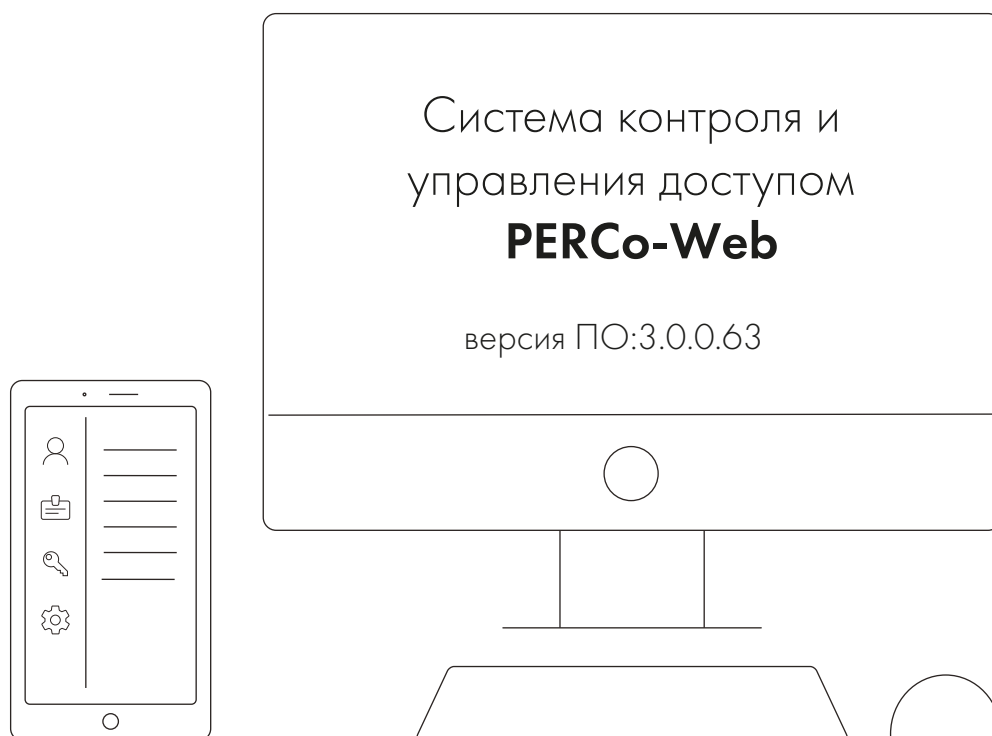 Система контроля и
управления доступом
PERCo-Web
версия ПО:3.0.0.63